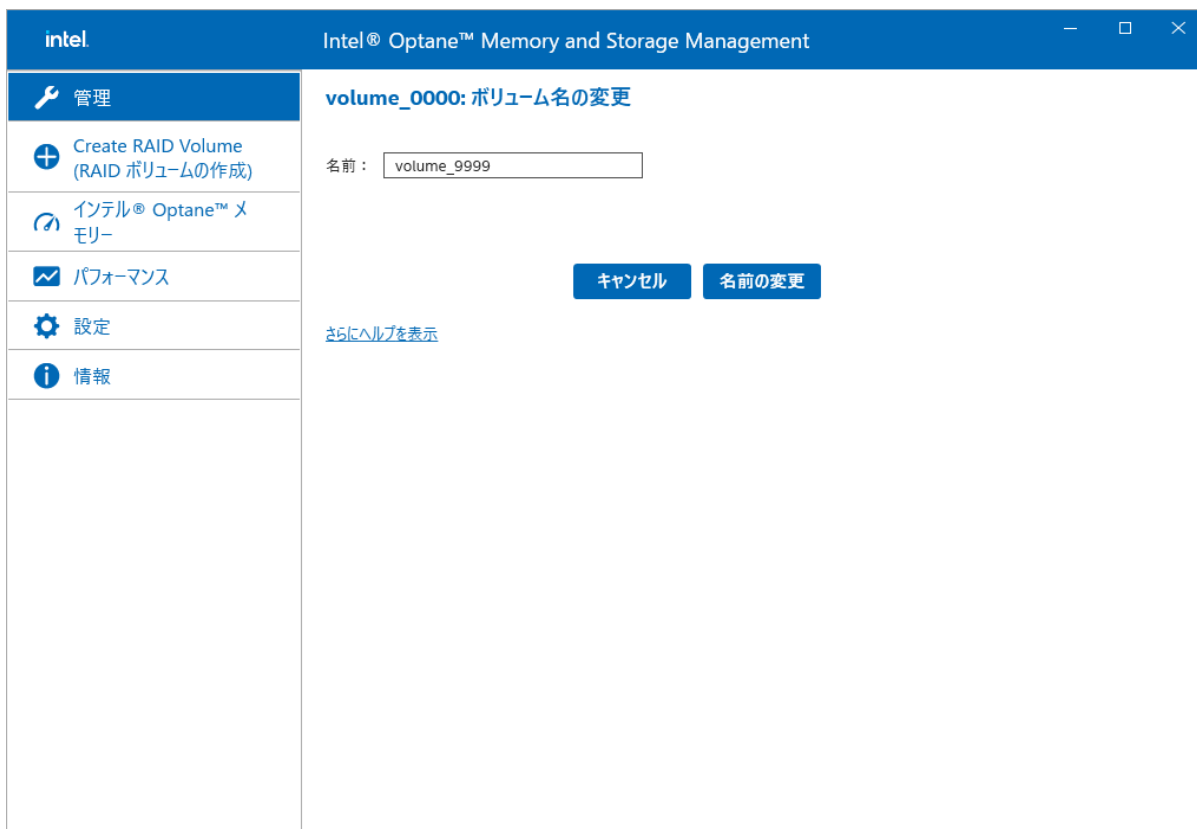 intel.
Intel® Optane™ Memory and Storage Management
管理
Create RAID Volume
(RAID ボリュームの作成)
インテル® Optane™ メ
モリー
パフォーマンス
設定
情報
volume_0000: ボリューム名の変更
名前： volume_9999
キャンセル 名前の変更
さらにヘルプを表示